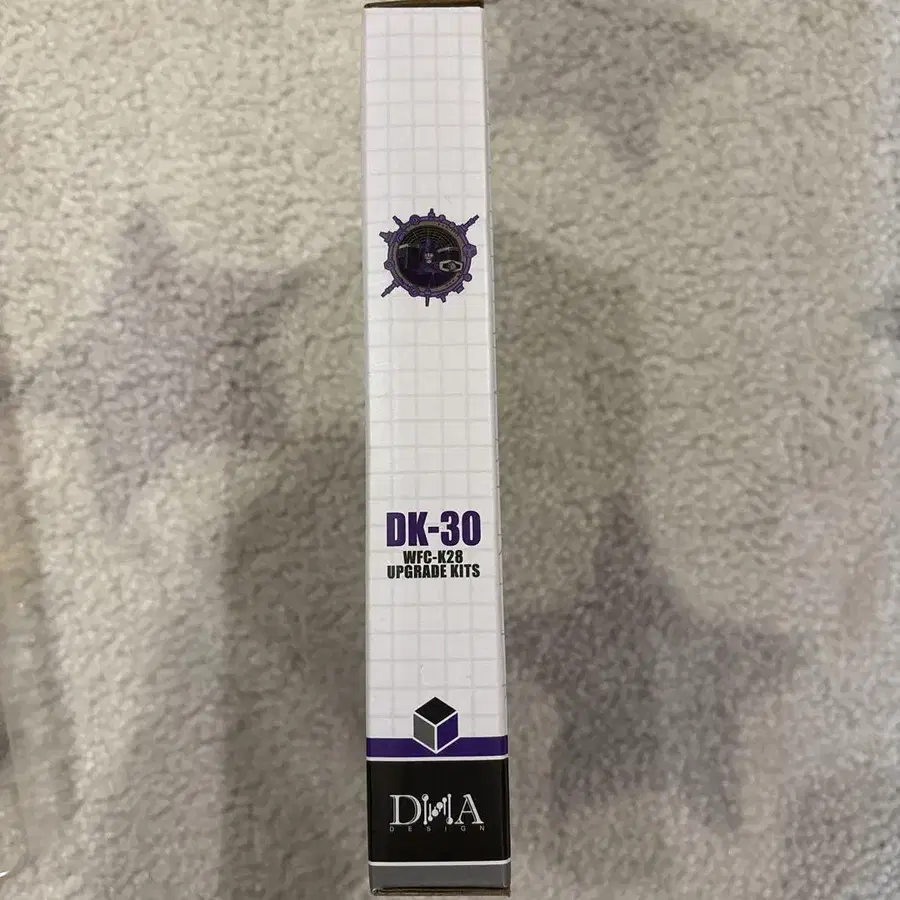 DK-30
WFC-K28
UPGRADE KITS
DNA
DESIGN